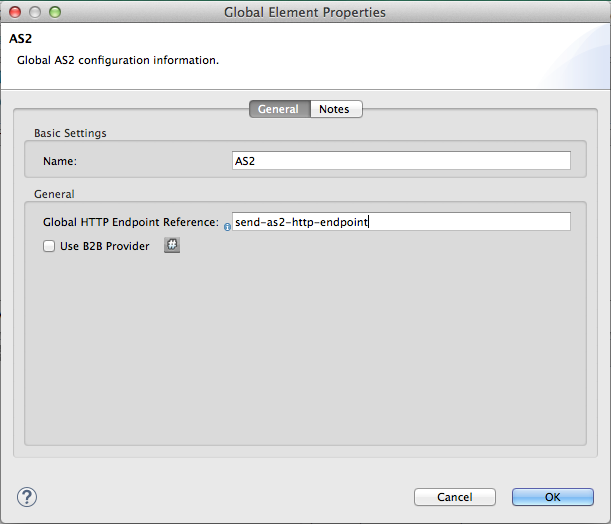 Global Element Properties
AS2
Global AS2 configuration information.
General Notes
Basic Settings
Name: AS2
General
Global HTTP Endpoint Reference: send-as2-http-endpoint
Use B2B Provider #
? Cancel OK